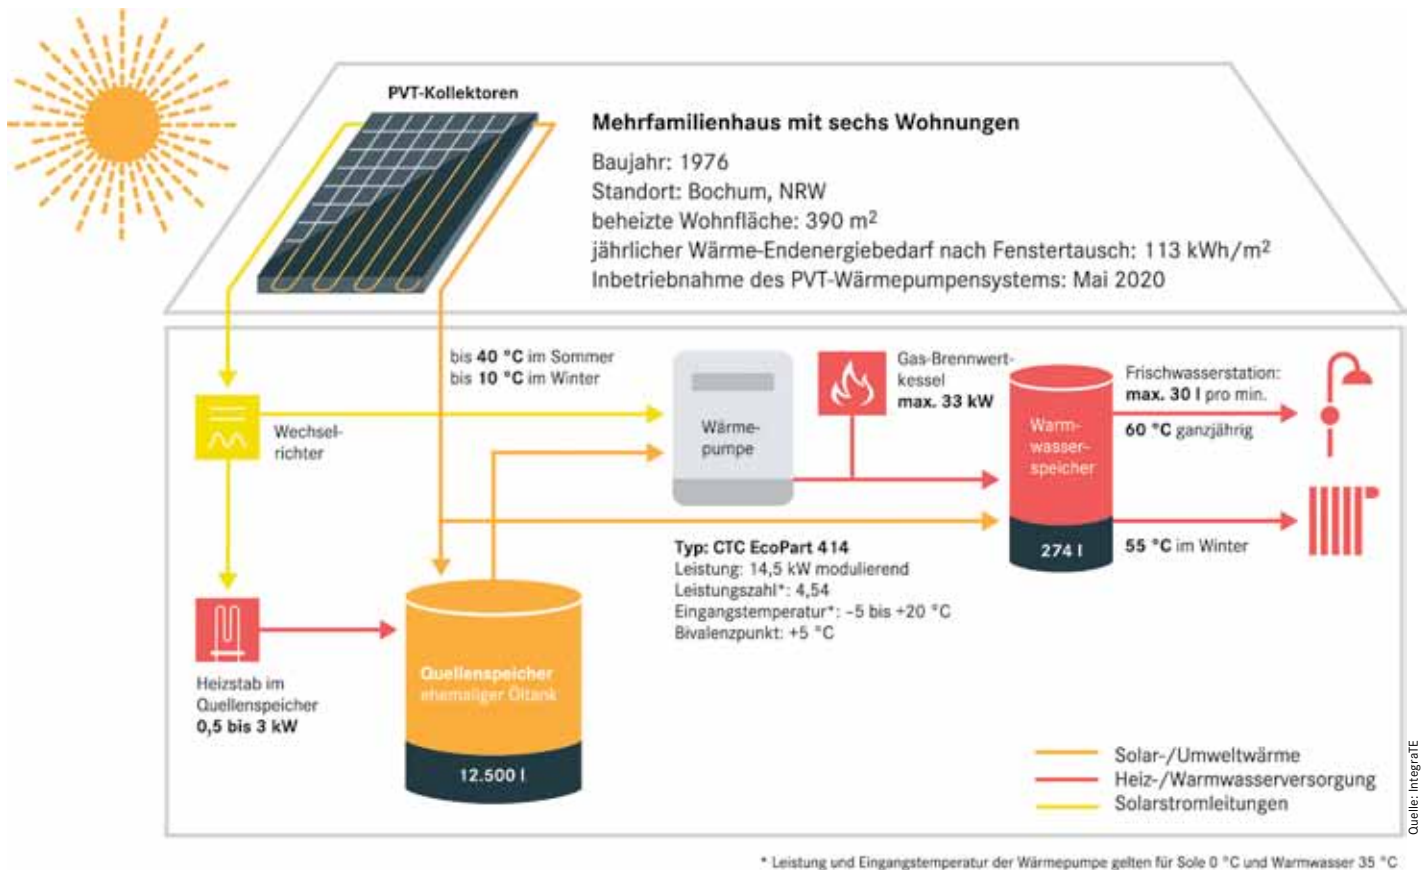 PVT-Kollektoren
Mehrfamilienhaus mit sechs Wohnungen
Baujahr: 1976
Standort: Bochum, NRW
beheizte Wohnfläche: 390 m²
jährlicher Wärme-Endenergiebedarf nach Fenstertausch: 113 kWh/m²
Inbetriebnahme des PVT-Wärmepumpensystems: Mai 2020
bis 40 °C im Sommer
bis 10 °C im Winter
Wechsel-
richter
Wärme-
pumpe
Gas-Brennwert-
kessel
max. 33 kW
Warm-
wasser-
speicher
274 l
Frischwasserstation:
max. 30 l pro min.
60 °C ganzjährig
55 °C im Winter
Typ: CTC EcoPart 414
Leistung: 14,5 kW modulierend
Leistungszahl*: 4,54
Eingangstemperatur*: -5 bis +20 °C
Bivalenzpunkt: +5 °C
Heizstab im
Quellenspeicher
0,5 bis 3 kW
Quellenspeicher
ehemaliger Öltank
12.500 l
Solar-/Umweltwärme
Heiz-/Warmwasserversorgung
Solarstromleitungen
Quelle: IntegraTE
* Leistung und Eingangstemperatur der Wärmepumpe gelten für Sole 0 °C und Warmwasser 35 °C